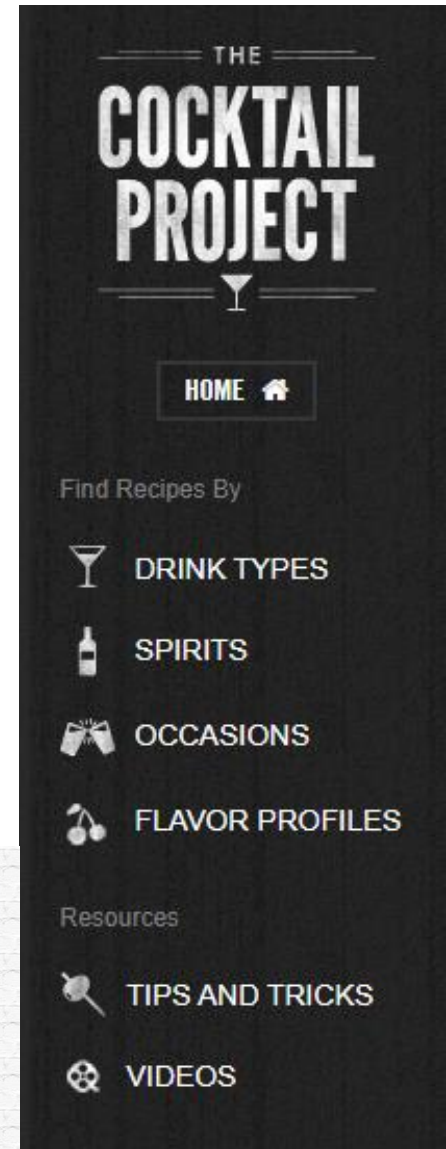 THE
COCKTAIL
PROJECT
HOME
Find Recipes By
DRINK TYPES
SPIRITS
OCCASIONS
FLAVOR PROFILES
Resources
TIPS AND TRICKS
VIDEOS